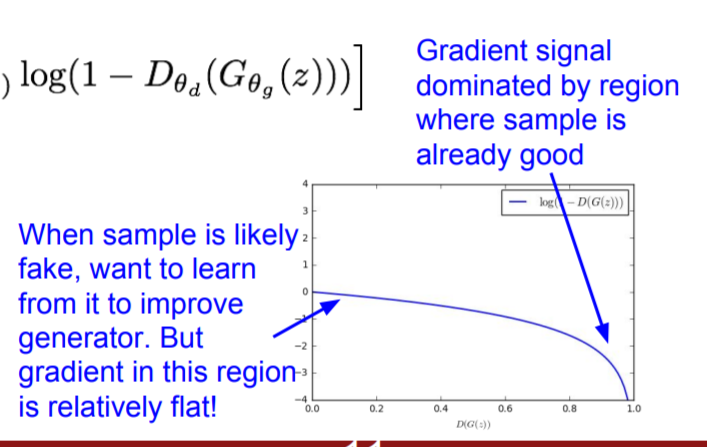 ) log(1 − D_{θ_d}(G_{θ_g}(z)))]
Gradient signal
dominated by region
where sample is
already good
When sample is likely
fake, want to learn
from it to improve
generator. But
gradient in this region
is relatively flat!
log(1 − D(G(z)))
4
3
2
1
0
−1
−2
−3
−4
0.0 0.2 0.4 0.6 0.8 1.0
D(G(z))